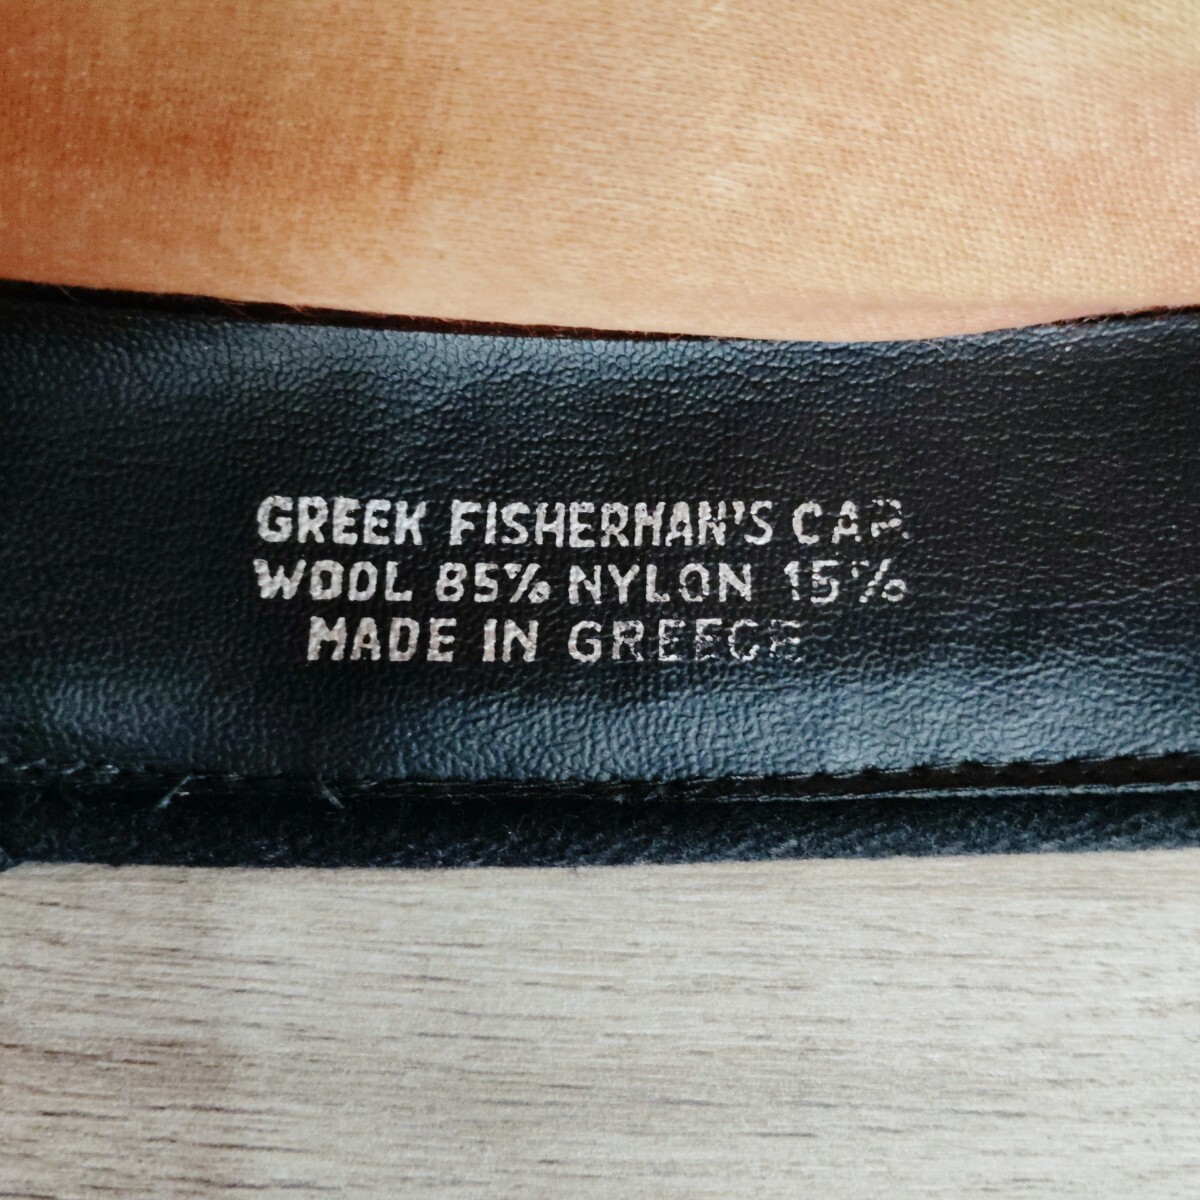 GREEK FISHERMAN'S CAP
WOOL 85% NYLON 15%
MADE IN GREECE